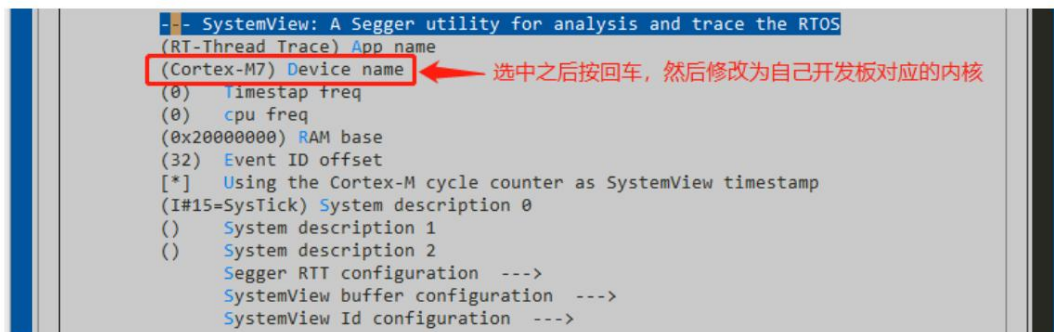 --- SystemView: A Segger utility for analysis and trace the RTOS
(RT-Thread Trace) App name
(Cortex-M7) Device name 选中之后按回车，然后修改为自己开发板对应的内核
(0) Timestap freq
(0) cpu freq
(0x20000000) RAM base
(32) Event ID offset
[*] Using the Cortex-M cycle counter as SystemView timestamp
(I#15=SysTick) System description 0
() System description 1
() System description 2
Segger RTT configuration --->
SystemView buffer configuration --->
SystemView Id configuration --->